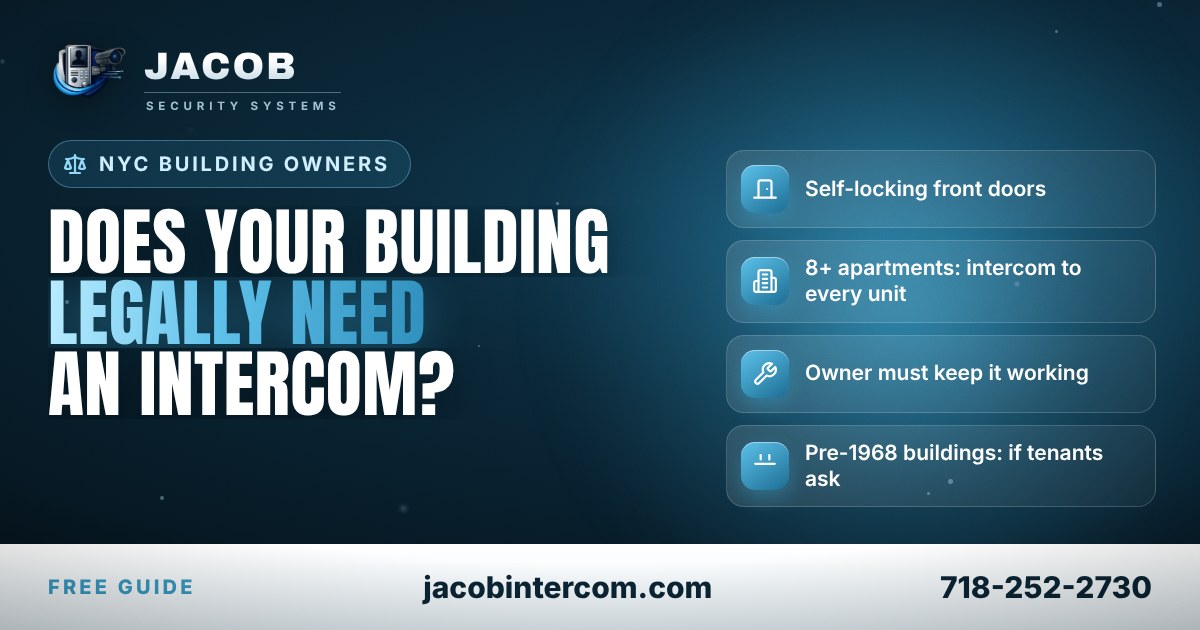 JACOB
SECURITY SYSTEMS
NYC BUILDING OWNERS
DOES YOUR BUILDING
LEGALLY NEED
AN INTERCOM?
Self-locking front doors
8+ apartments: intercom to
every unit
Owner must keep it working
Pre-1968 buildings: if tenants
ask
FREE GUIDE
jacobintercom.com
718-252-2730